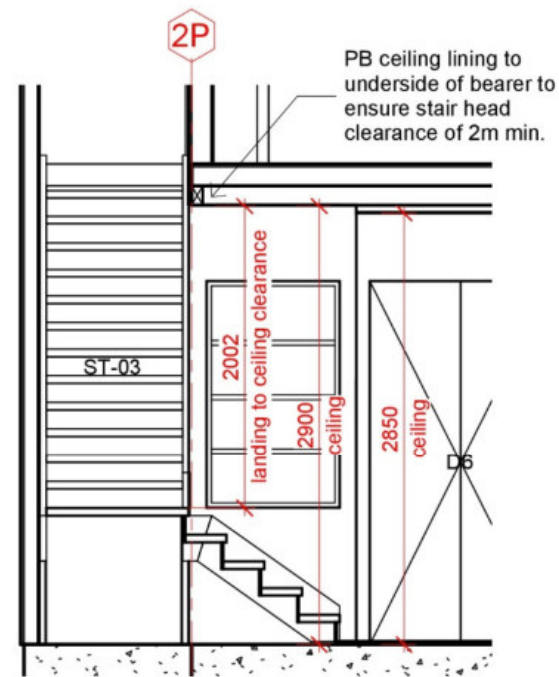 2P
PB ceiling lining to
underside of bearer to
ensure stair head
clearance of 2m min.
ST-03
2002
landing to ceiling clearance
2900
ceiling
2850
ceiling
D6